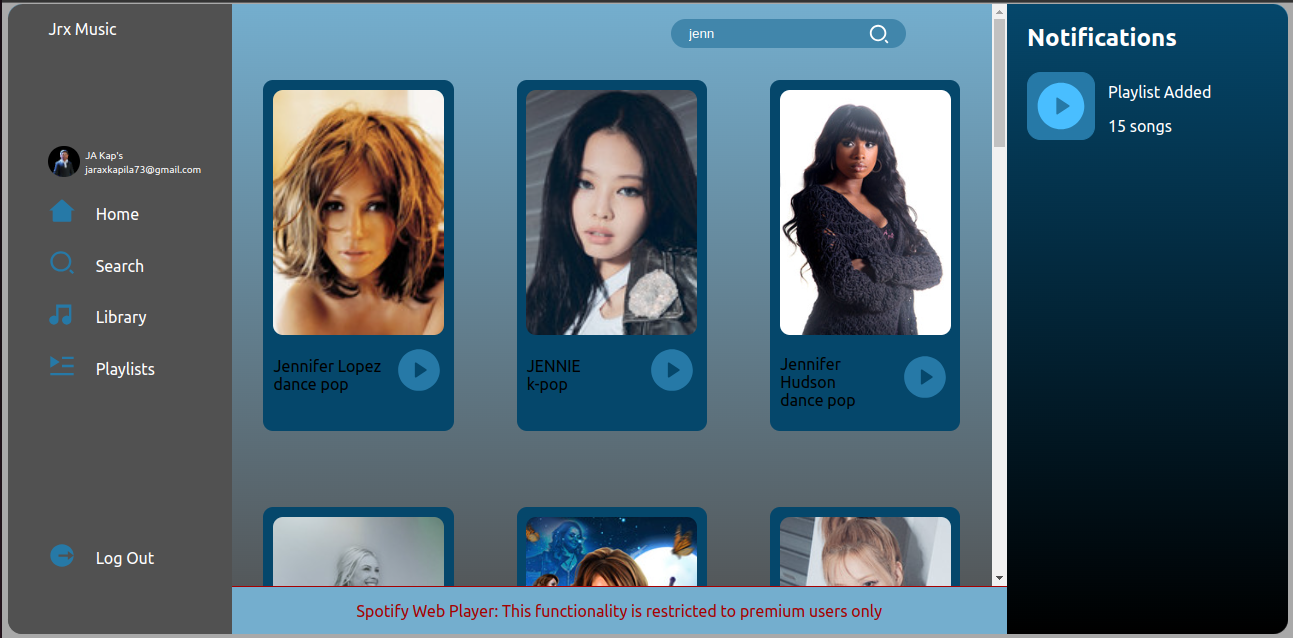 Jrx Music
JA Kap's
jaraxkapila73@gmail.com
Home
Search
Library
Playlists
Log Out
jenn
Jennifer Lopez
dance pop
JENNIE
k-pop
Jennifer
Hudson
dance pop
Spotify Web Player: This functionality is restricted to premium users only
Notifications
Playlist Added
15 songs